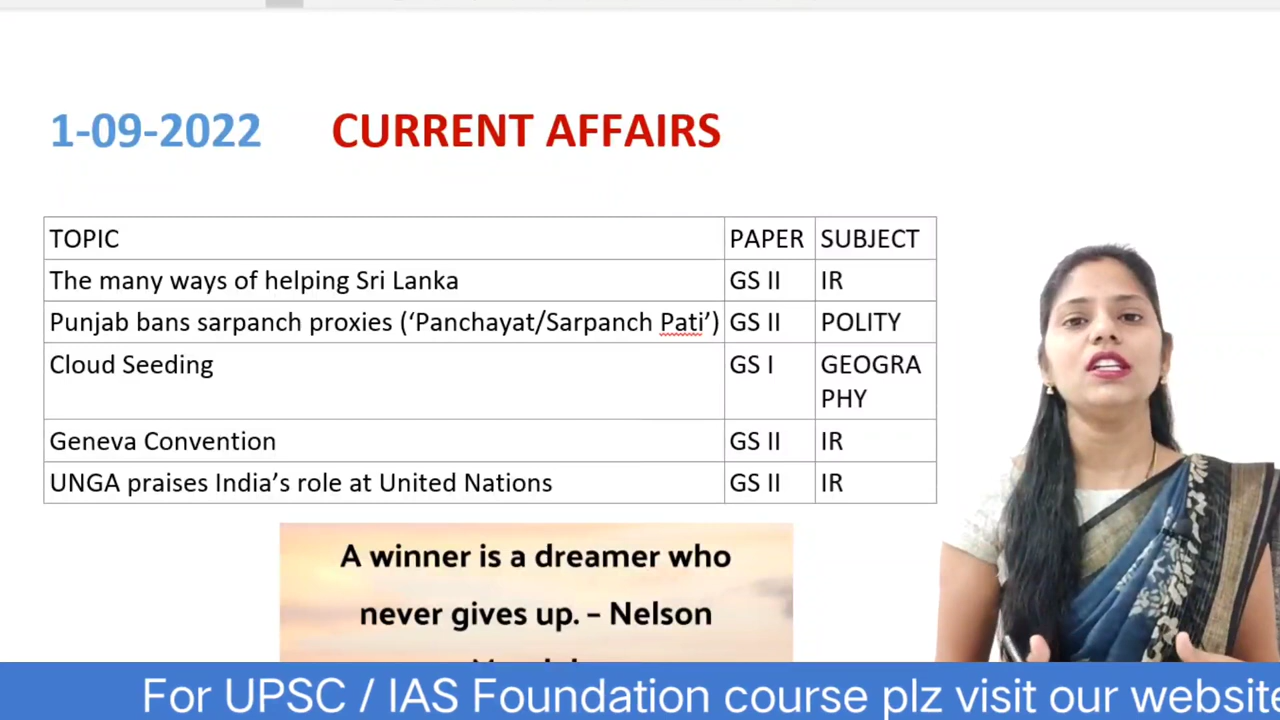 1-09-2022 CURRENT AFFAIRS
TOPIC PAPER SUBJECT
The many ways of helping Sri Lanka GS II IR
Punjab bans sarpanch proxies (‘Panchayat/Sarpanch Pati’) GS II POLITY
Cloud Seeding GS I GEOGRA
PHY
Geneva Convention GS II IR
UNGA praises India’s role at United Nations GS II IR
A winner is a dreamer who
never gives up. – Nelson
For UPSC / IAS Foundation course plz visit our website